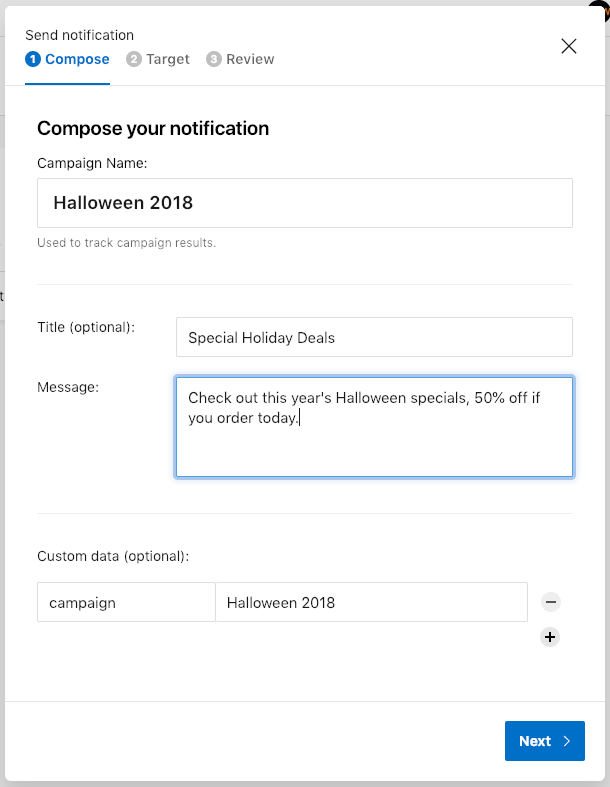 Send notification
1 Compose 2 Target 3 Review
Compose your notification
Campaign Name:
Halloween 2018
Used to track campaign results.
t
Title (optional):
Special Holiday Deals
Message:
Check out this year's Halloween specials, 50% off if
you order today.
Custom data (optional):
campaign
Halloween 2018
Next